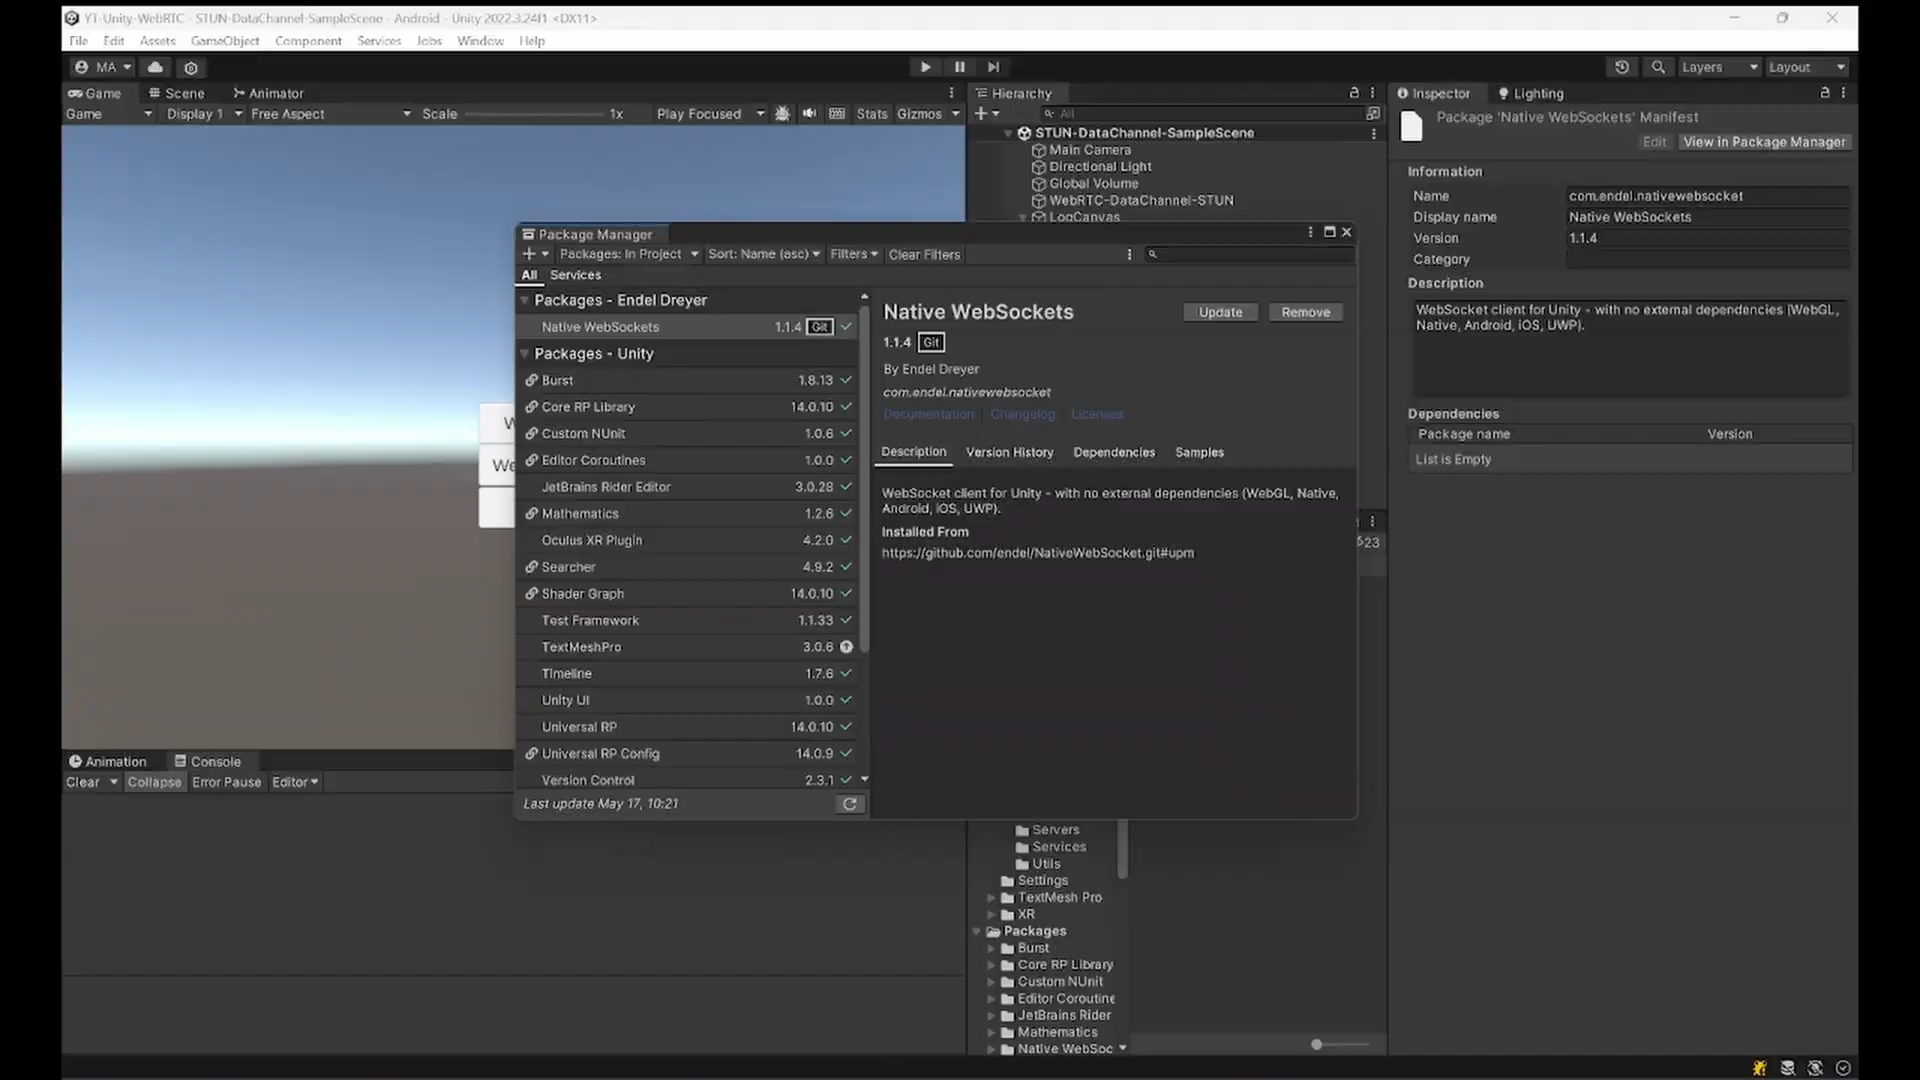 YT-Unity-WebRTC - STUN-DataChannel-SampleScene - Android - Unity 2022.3.24f1 <DX11>
File Edit Assets GameObject Component Services Jobs Window Help
MA
Layers Layout
Game Scene Animator
Game Display 1 Free Aspect Scale 1x Play Focused Stats Gizmos
Hierarchy
All
STUN-DataChannel-SampleScene
Main Camera
Directional Light
Global Volume
WebRTC-DataChannel-STUN
LogCanvas
Inspector Lighting
Package 'Native WebSockets' Manifest
Edit View in Package Manager
Information
Name com.endel.nativewebsocket
Display name Native WebSockets
Version 1.1.4
Category
Description
WebSocket client for Unity - with no external dependencies (WebGL,
Native, Android, iOS, UWP).
Dependencies
Package name Version
List is Empty
Package Manager
Packages: In Project Sort: Name (asc) Filters Clear Filters
All Services
Packages - Endel Dreyer
Native WebSockets 1.1.4 Git
Packages - Unity
Burst 1.8.13
Core RP Library 14.0.10
Custom NUnit 1.0.6
Editor Coroutines 1.0.0
JetBrains Rider Editor 3.0.28
Mathematics 1.2.6
Oculus XR Plugin 4.2.0
Searcher 4.9.2
Shader Graph 14.0.10
Test Framework 1.1.33
TextMeshPro 3.0.6
Timeline 1.7.6
Unity UI 1.0.0
Universal RP 14.0.10
Universal RP Config 14.0.9
Version Control 2.3.1
Last update May 17, 10:21
Native WebSockets Update Remove
1.1.4 Git
By Endel Dreyer
com.endel.nativewebsocket
Documentation Changelog Licenses
Description Version History Dependencies Samples
WebSocket client for Unity - with no external dependencies (WebGL, Native,
Android, iOS, UWP).
Installed From
https://github.com/endel/NativeWebSocket.git#upm
W
We
23
Animation Console
Clear Collapse Error Pause Editor
Servers
Services
Utils
Settings
TextMesh Pro
XR
Packages
Burst
Core RP Library
Custom NUnit
Editor Coroutine
JetBrains Rider
Mathematics
Native WebSoc